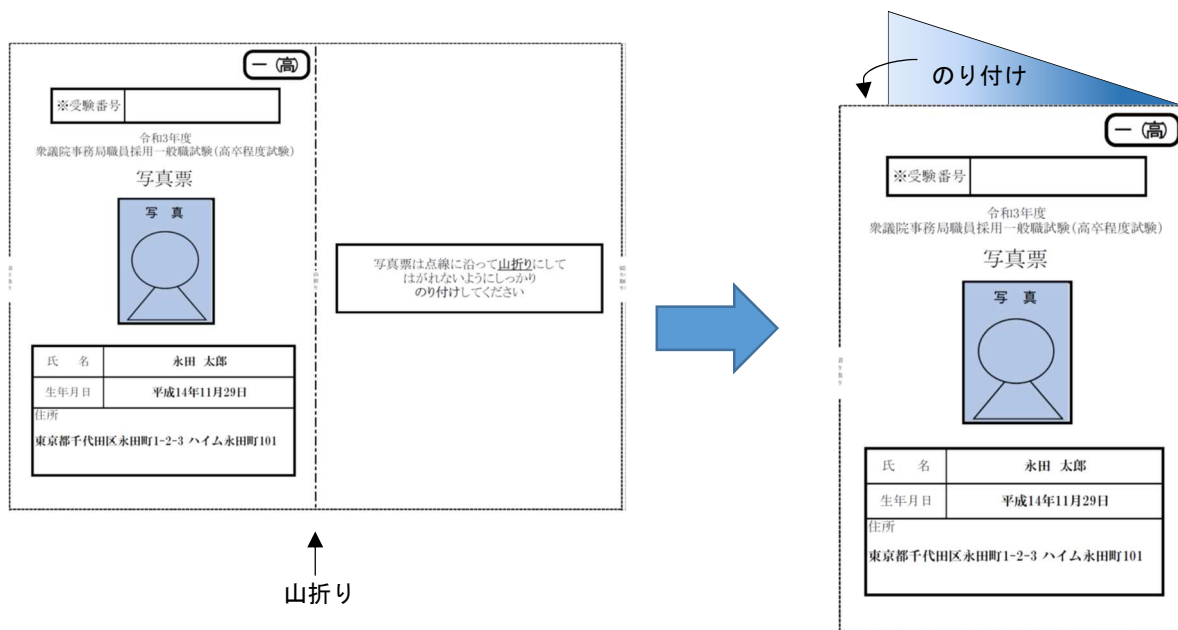 一（高）
※受験番号
令和3年度
衆議院事務局職員採用一般職試験(高卒程度試験)
写真票
写 真
氏 名 永田 太郎
生年月日 平成14年11月29日
住所
東京都千代田区永田町1-2-3 ハイム永田町101
写真票は点線に沿って山折りにして
はがれないようにしっかり
のり付けしてください
山折り
のり付け
一（高）
※受験番号
令和3年度
衆議院事務局職員採用一般職試験(高卒程度試験)
写真票
写 真
氏 名 永田 太郎
生年月日 平成14年11月29日
住所
東京都千代田区永田町1-2-3 ハイム永田町101